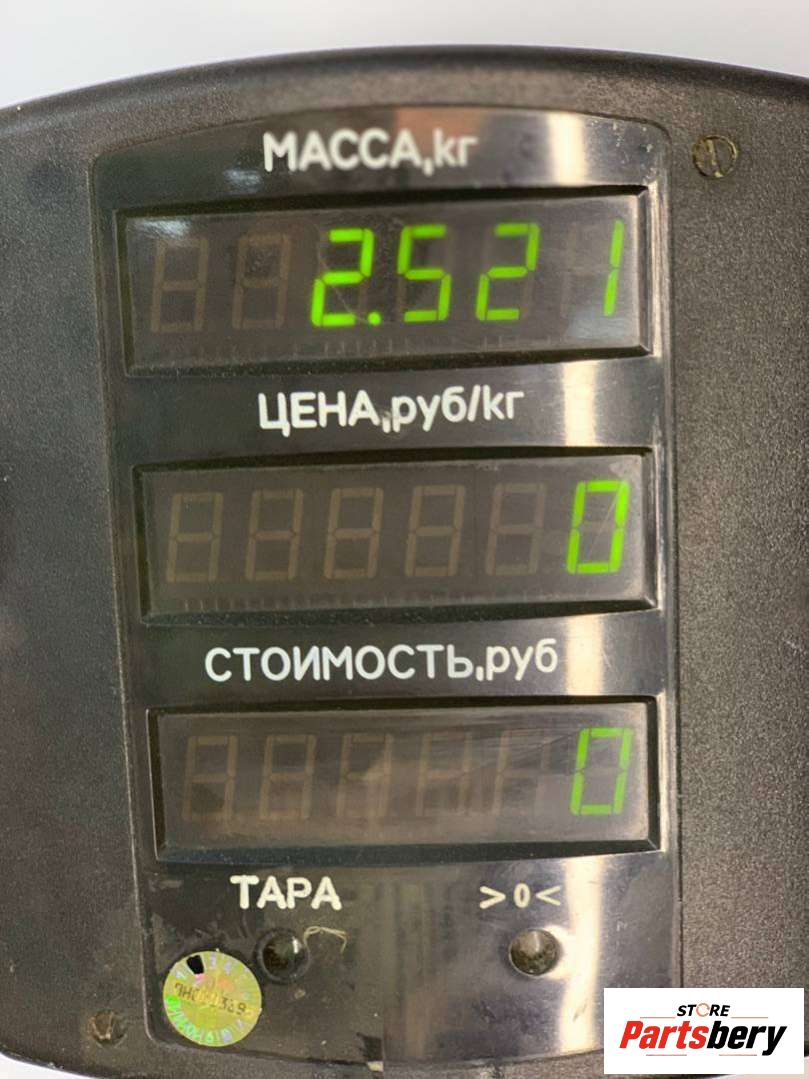 МАССА,кг
2.521
ЦЕНА,руб/кг
0
СТОИМОСТЬ,руб
0
ТАРА >0<
STORE
Partsbery